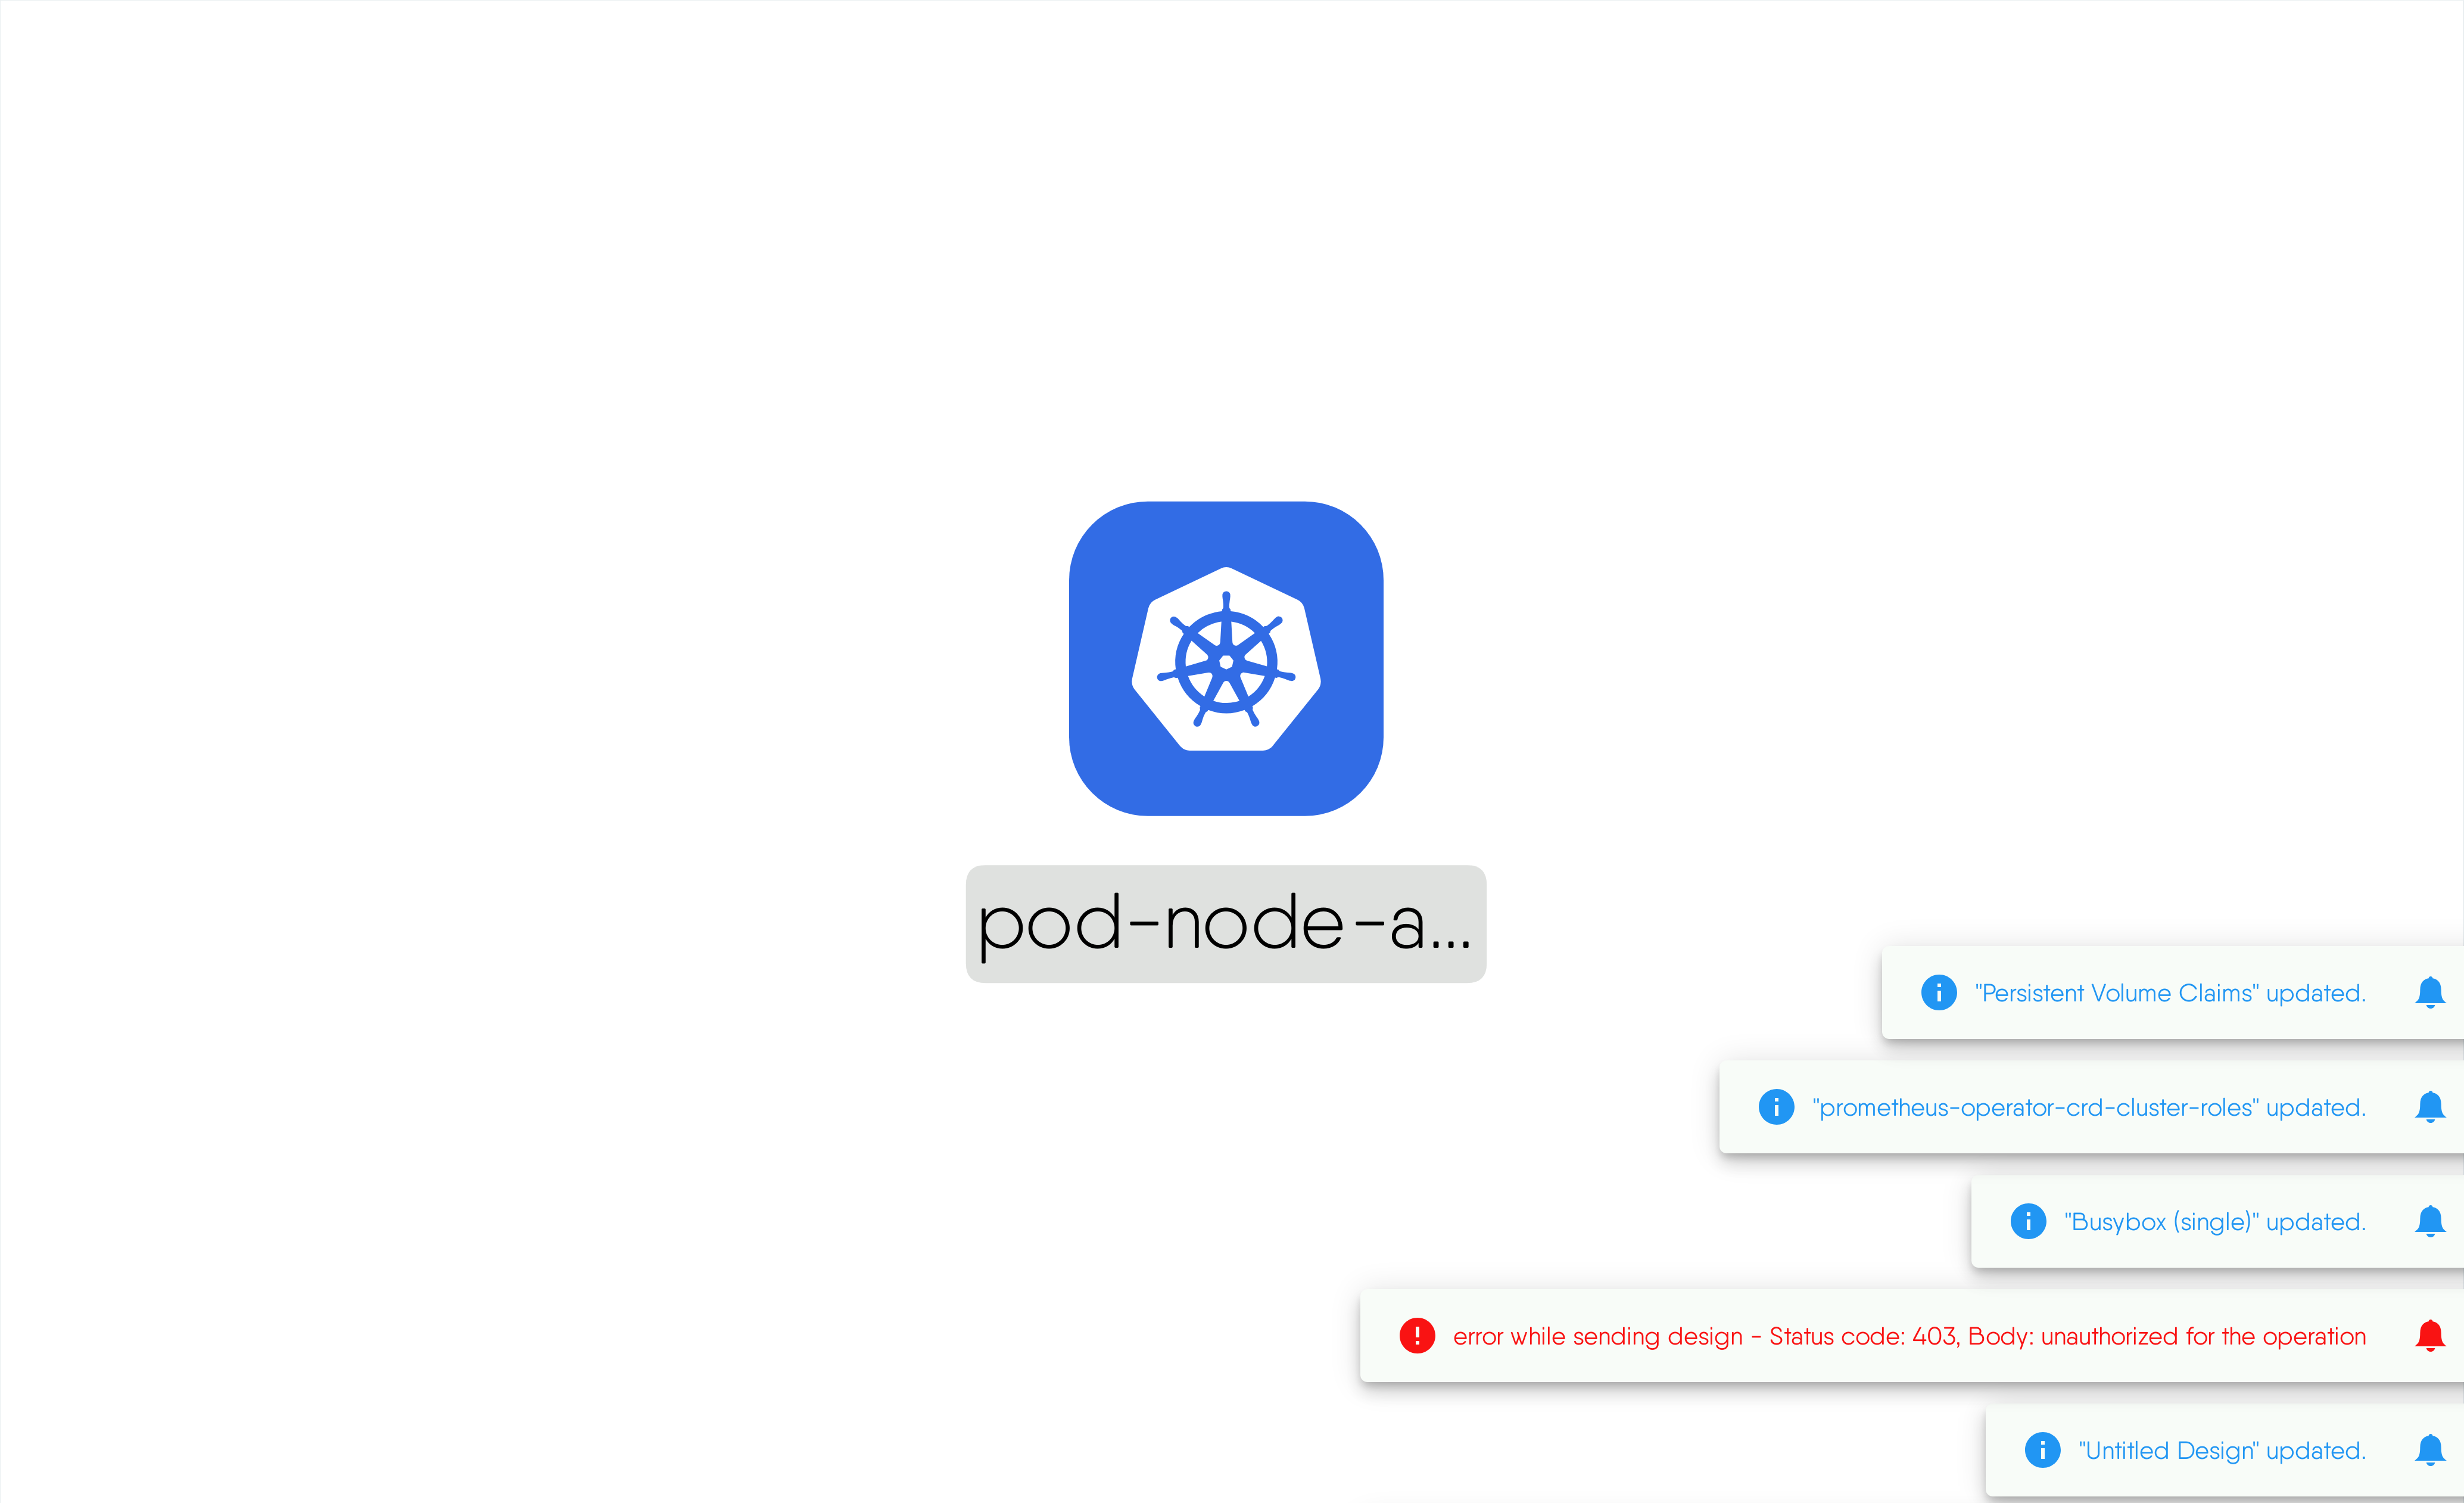 pod-node-a...
"Persistent Volume Claims" updated.
"prometheus-operator-crd-cluster-roles" updated.
"Busybox (single)" updated.
error while sending design - Status code: 403, Body: unauthorized for the operation
"Untitled Design" updated.